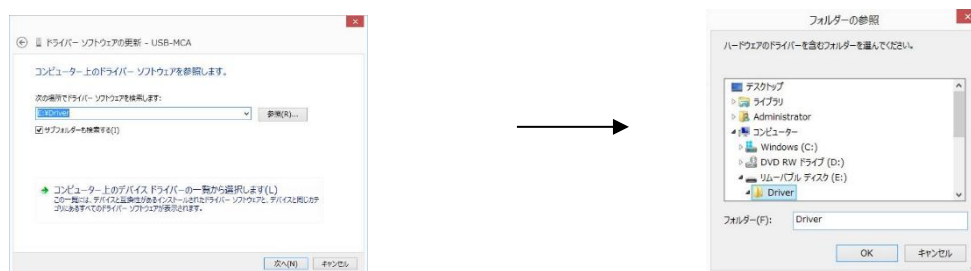 ドライバー ソフトウェアの更新 - USB-MCA
コンピューター上のドライバー ソフトウェアを参照します。
次の場所でドライバー ソフトウェアを検索します:
E:¥Driver
参照(R)...
サブフォルダーも検索する(I)
コンピューター上のデバイス ドライバーの一覧から選択します(L)
この一覧には、デバイスと互換性があるインストールされたドライバー ソフトウェアと、デバイスと同じカテ
ゴリにあるすべてのドライバー ソフトウェアが表示されます。
次へ(N)
キャンセル
フォルダーの参照
ハードウェアのドライバーを含むフォルダーを選んでください。
デスクトップ
ライブラリ
Administrator
コンピューター
Windows (C:)
DVD RW ドライブ (D:)
リムーバブル ディスク (E:)
Driver
フォルダー(F): Driver
OK
キャンセル